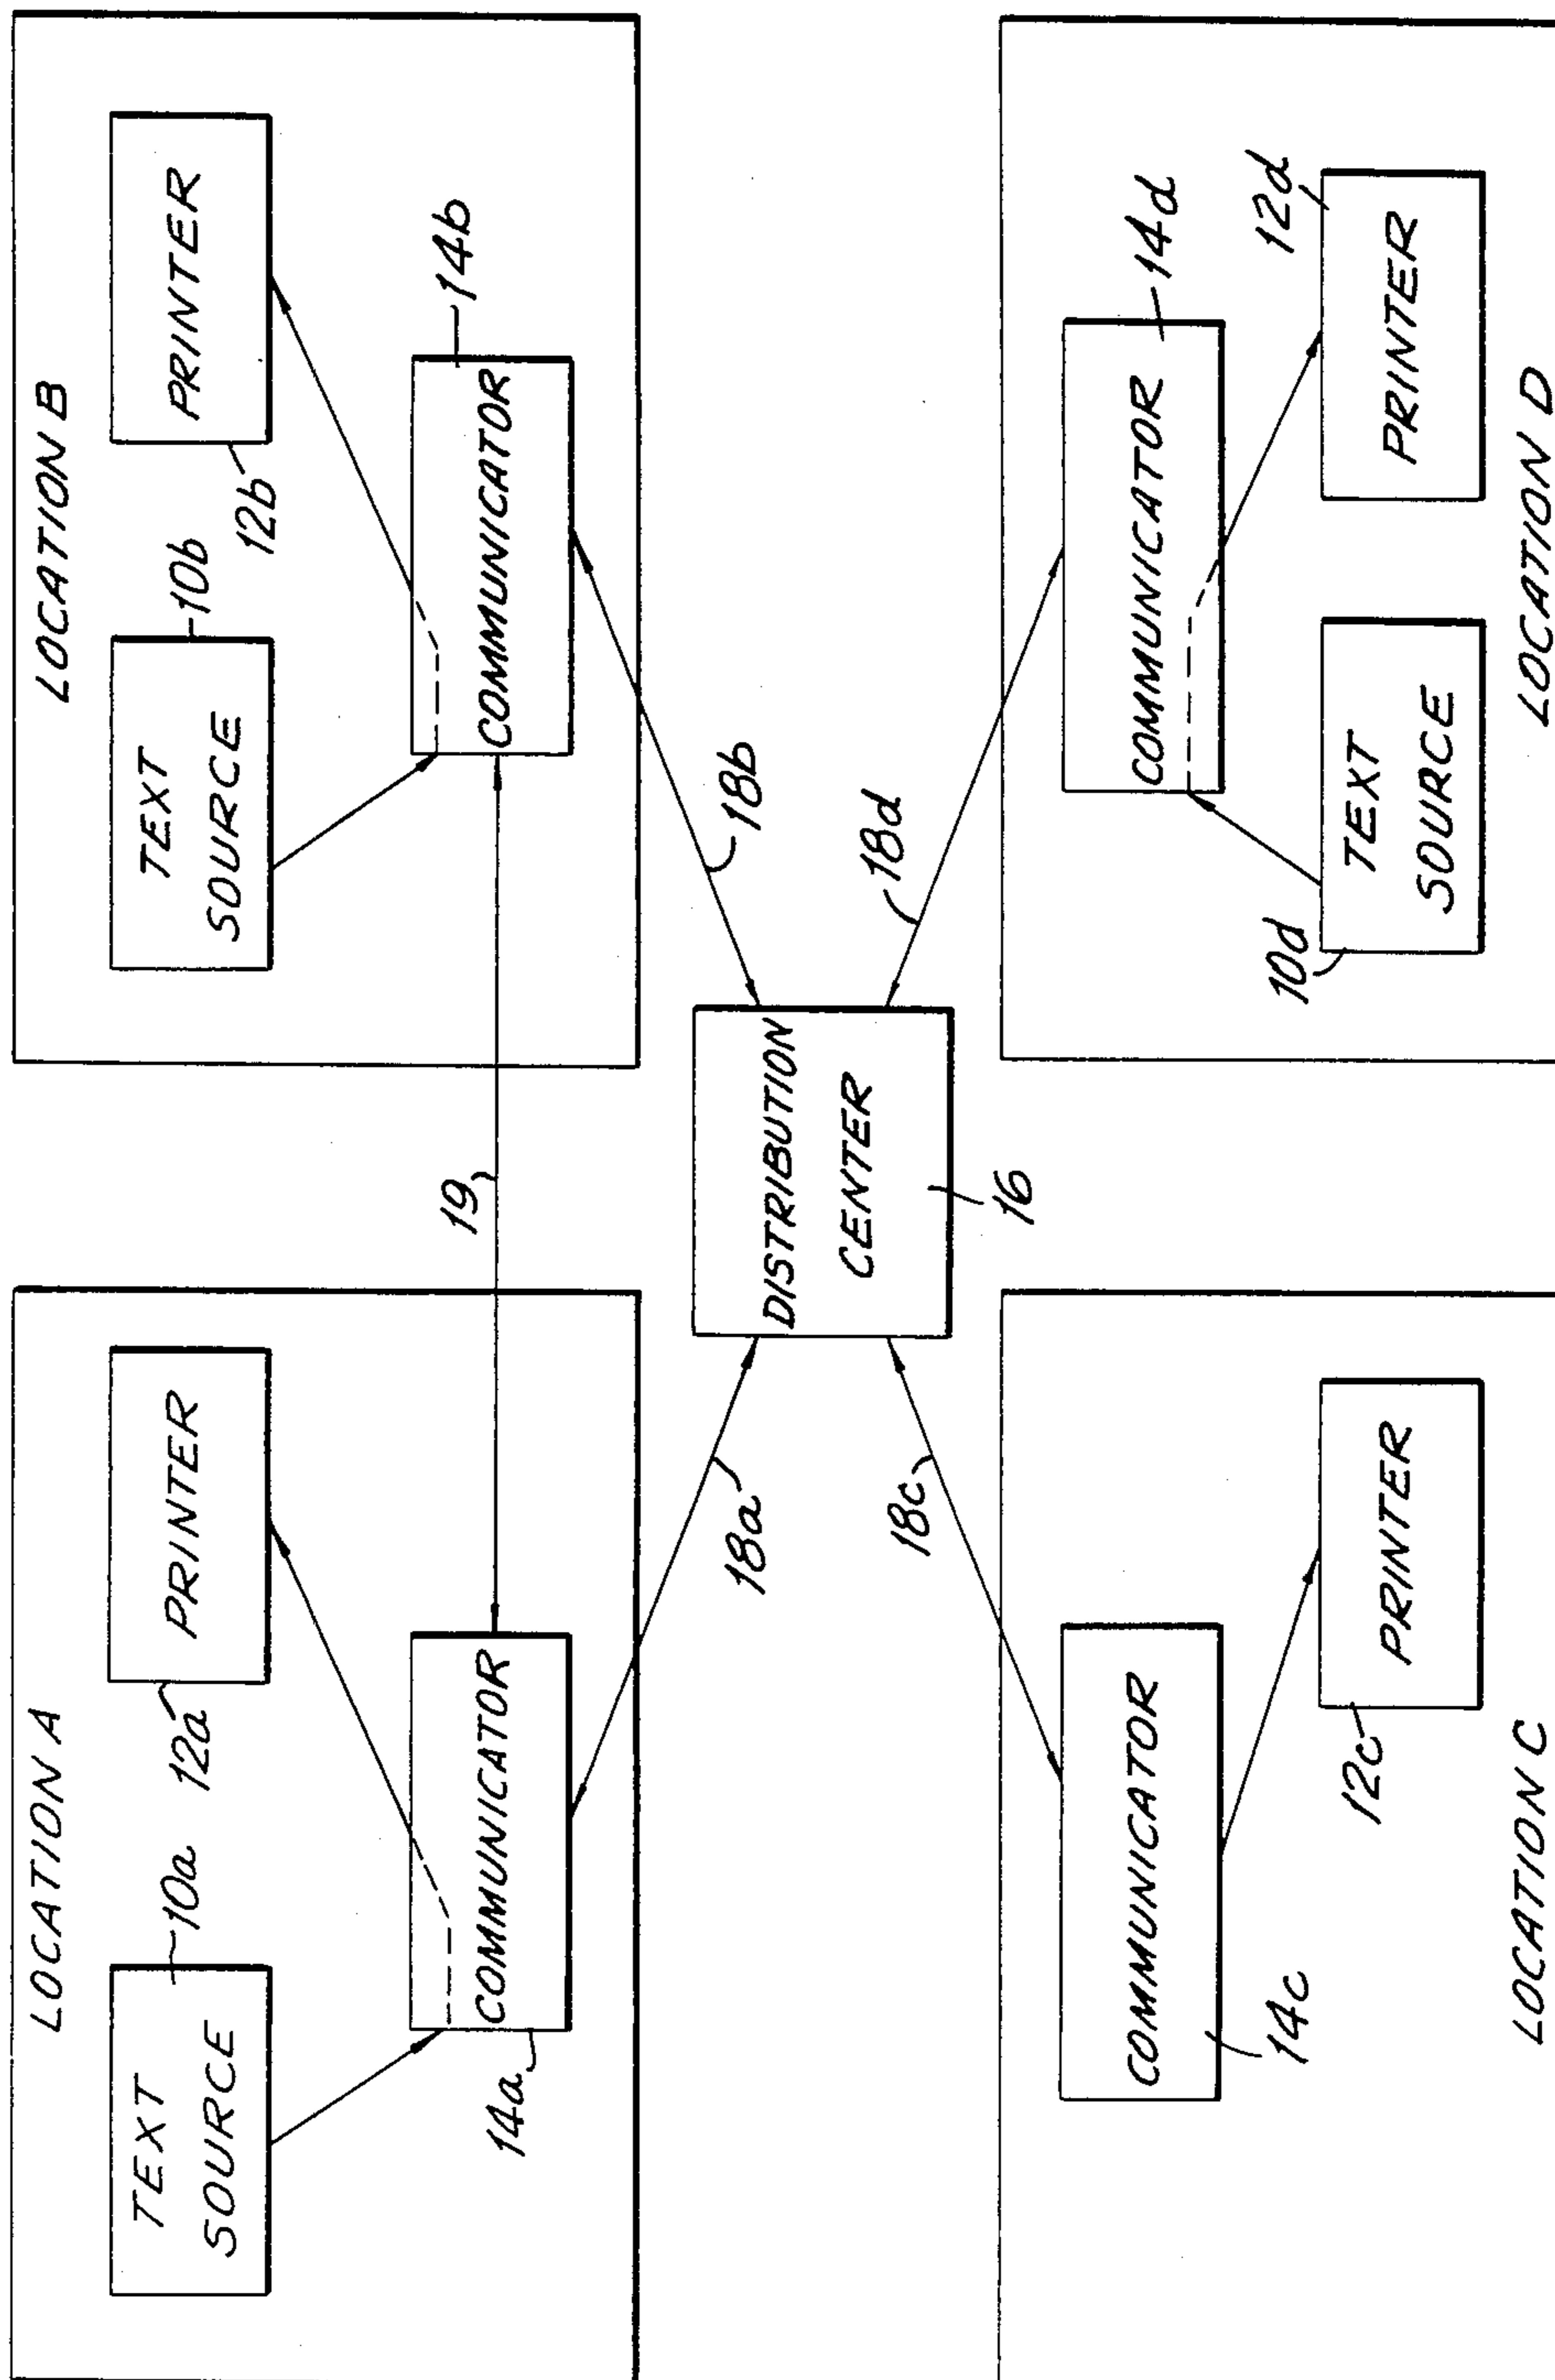 LOCATION A
TEXT
SOURCE
10a
12a
PRINTER
COMMUNICATOR
14a
19
LOCATION B
TEXT
SOURCE
10b
12b
PRINTER
COMMUNICATOR
14b
18a
18b
DISTRIBUTION
CENTER
16
18c
18d
COMMUNICATOR
14c
12c
PRINTER
LOCATION C
COMMUNICATOR
14d
10d
TEXT
SOURCE
12d
PRINTER
LOCATION D